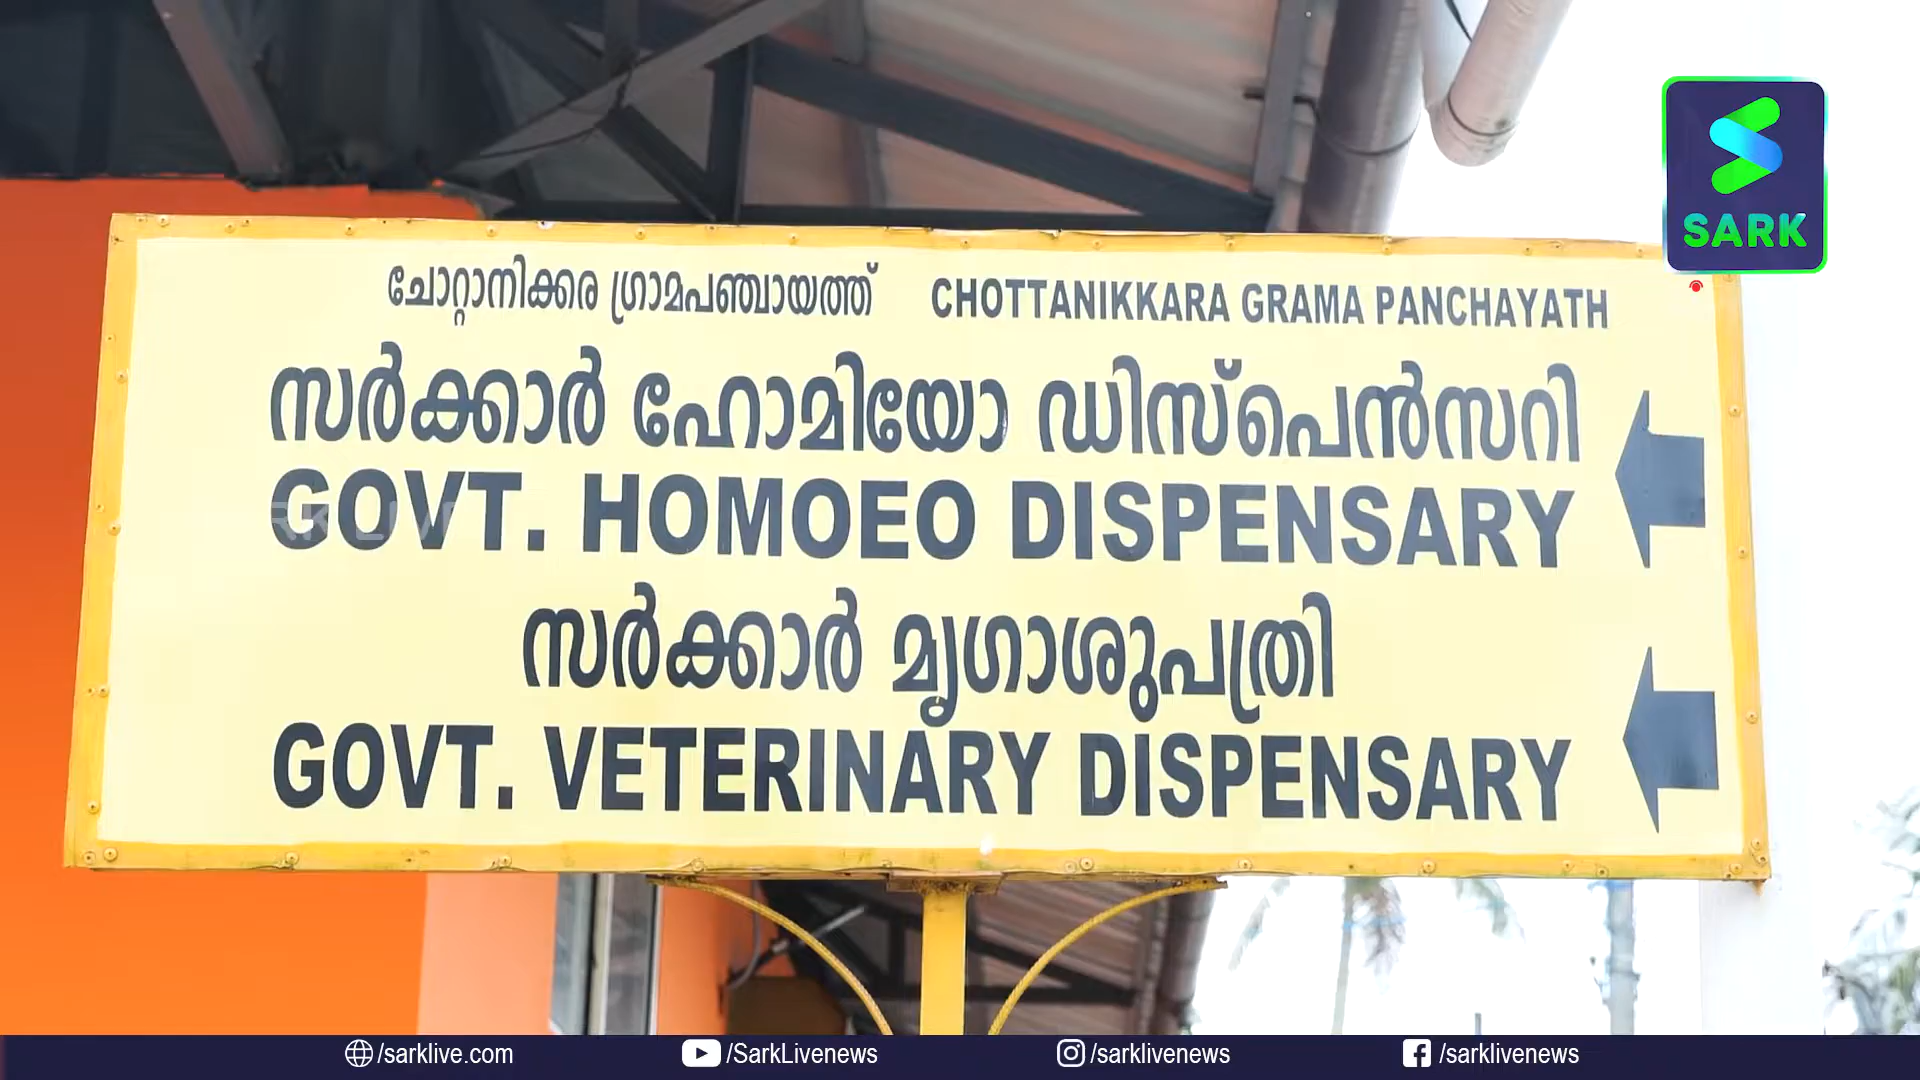 SARK
ചോറ്റാനിക്കര ഗ്രാമപഞ്ചായത്ത് CHOTTANIKKARA GRAMA PANCHAYATH
സർക്കാർ ഹോമിയോ ഡിസ്പെൻസറി
GOVT. HOMOEO DISPENSARY
സർക്കാർ മൃഗാശുപത്രി
GOVT. VETERINARY DISPENSARY
/sarklive.com /SarkLivenews /sarklivenews /sarklivenews